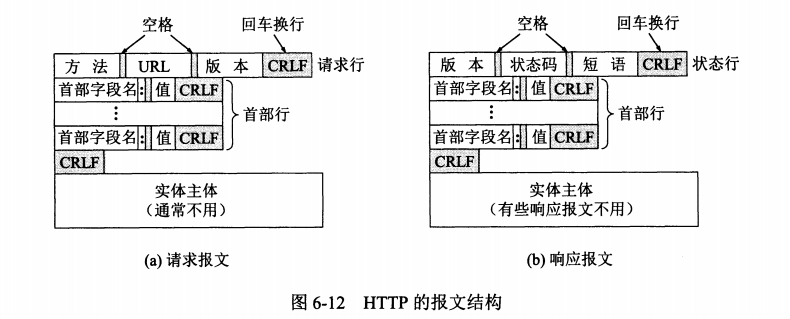 空格 回车换行 空格 回车换行
方 法 URL 版 本 CRLF 请求行 版 本 状态码 短 语 CRLF 状态行
首部字段名: 值 CRLF 首部字段名: 值 CRLF
⋮ 首部行 ⋮ 首部行
首部字段名: 值 CRLF 首部字段名: 值 CRLF
CRLF CRLF
实体主体 实体主体
（通常不用） （有些响应报文不用）
(a) 请求报文 (b) 响应报文
图 6-12 HTTP 的报文结构